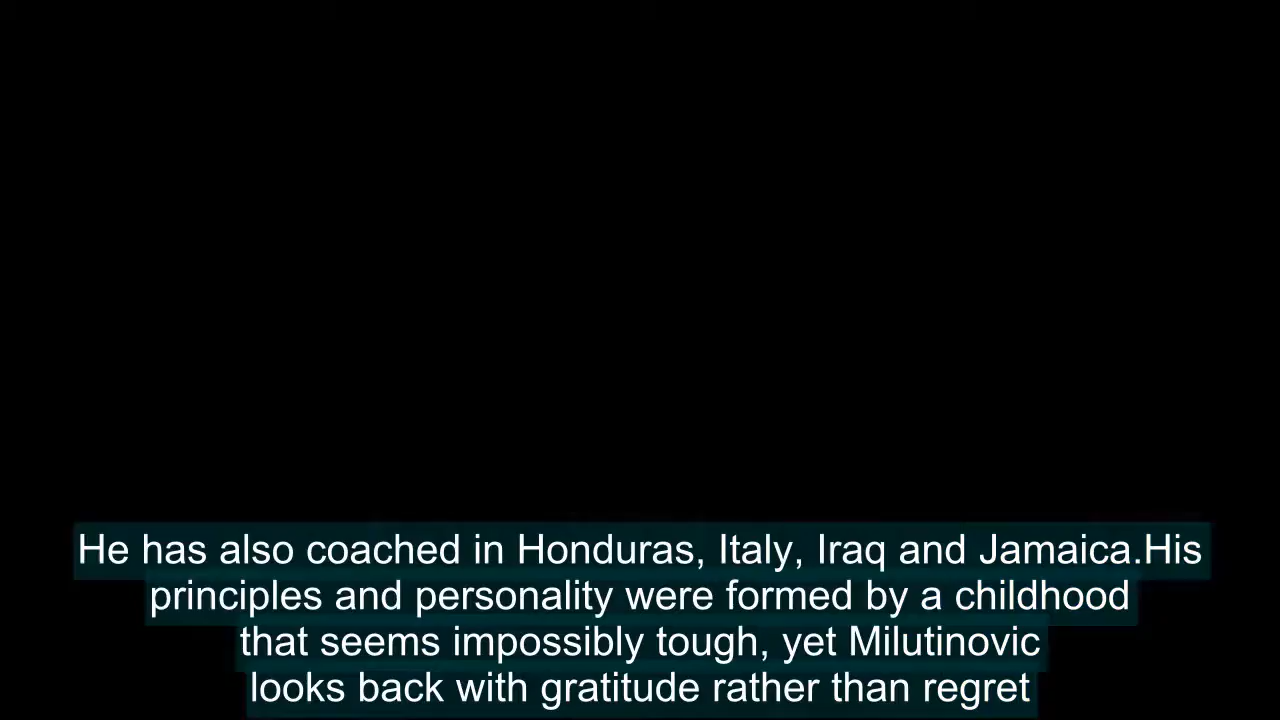 He has also coached in Honduras, Italy, Iraq and Jamaica.His
principles and personality were formed by a childhood
that seems impossibly tough, yet Milutinovic
looks back with gratitude rather than regret